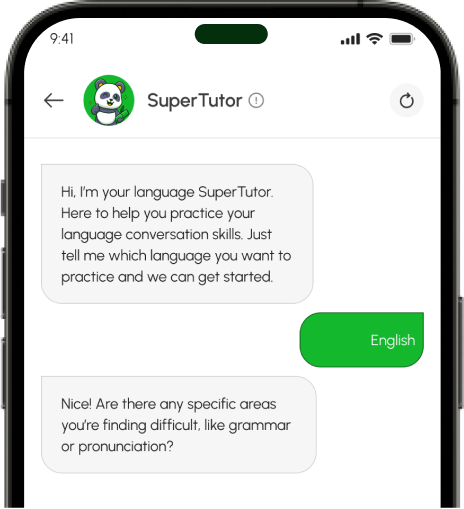 9:41
SuperTutor
Hi, I'm your language SuperTutor.
Here to help you practice your
language conversation skills. Just
tell me which language you want to
practice and we can get started.
English
Nice! Are there any specific areas
you're finding difficult, like grammar
or pronunciation?